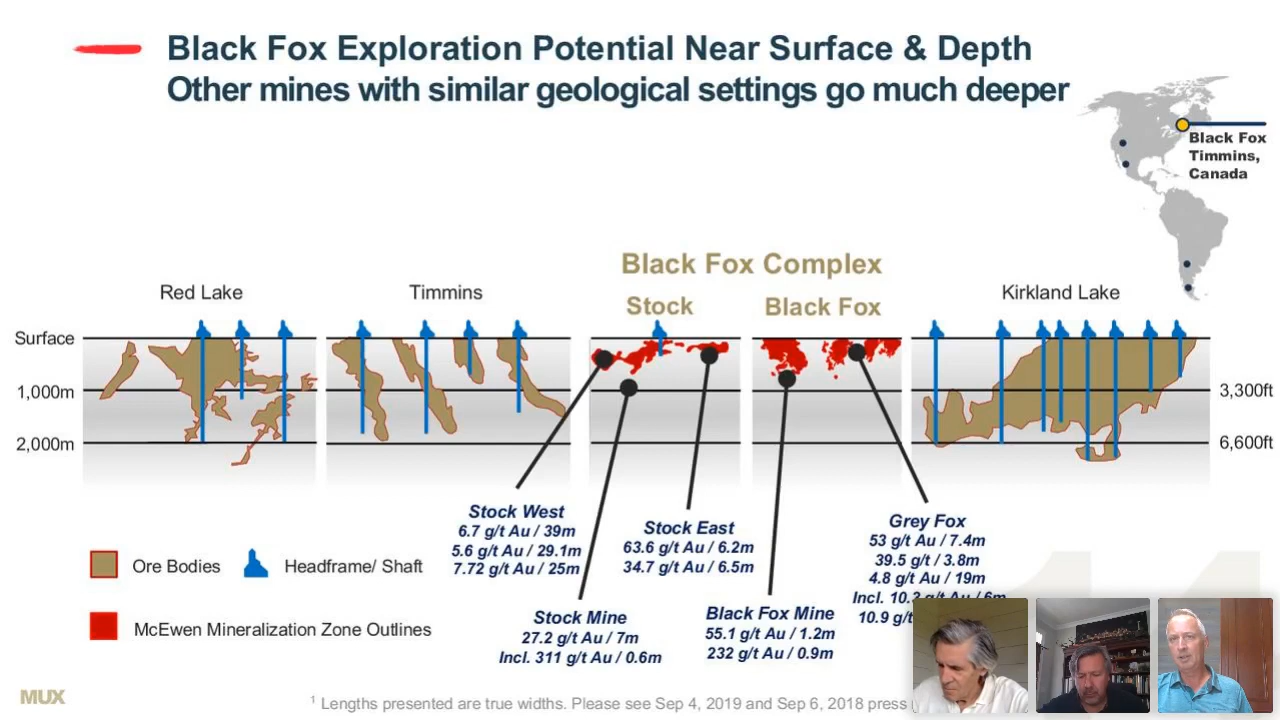 Black Fox Exploration Potential Near Surface & Depth
Other mines with similar geological settings go much deeper
Black Fox
Timmins,
Canada
Black Fox Complex
Red Lake
Timmins
Stock
Black Fox
Kirkland Lake
Surface
1,000m
3,300ft
2,000m
6,600ft
Stock West
6.7 g/t Au / 39m
5.6 g/t Au / 29.1m
7.72 g/t Au / 25m
Stock East
63.6 g/t Au / 6.2m
34.7 g/t Au / 6.5m
Grey Fox
53 g/t Au / 7.4m
39.5 g/t / 3.8m
4.8 g/t Au / 19m
Incl. 10.2 g/t Au / 6m
10.9 g/t
Ore Bodies
Headframe/ Shaft
McEwen Mineralization Zone Outlines
Stock Mine
27.2 g/t Au / 7m
Incl. 311 g/t Au / 0.6m
Black Fox Mine
55.1 g/t Au / 1.2m
232 g/t Au / 0.9m
MUX
1 Lengths presented are true widths. Please see Sep 4, 2019 and Sep 6, 2018 press